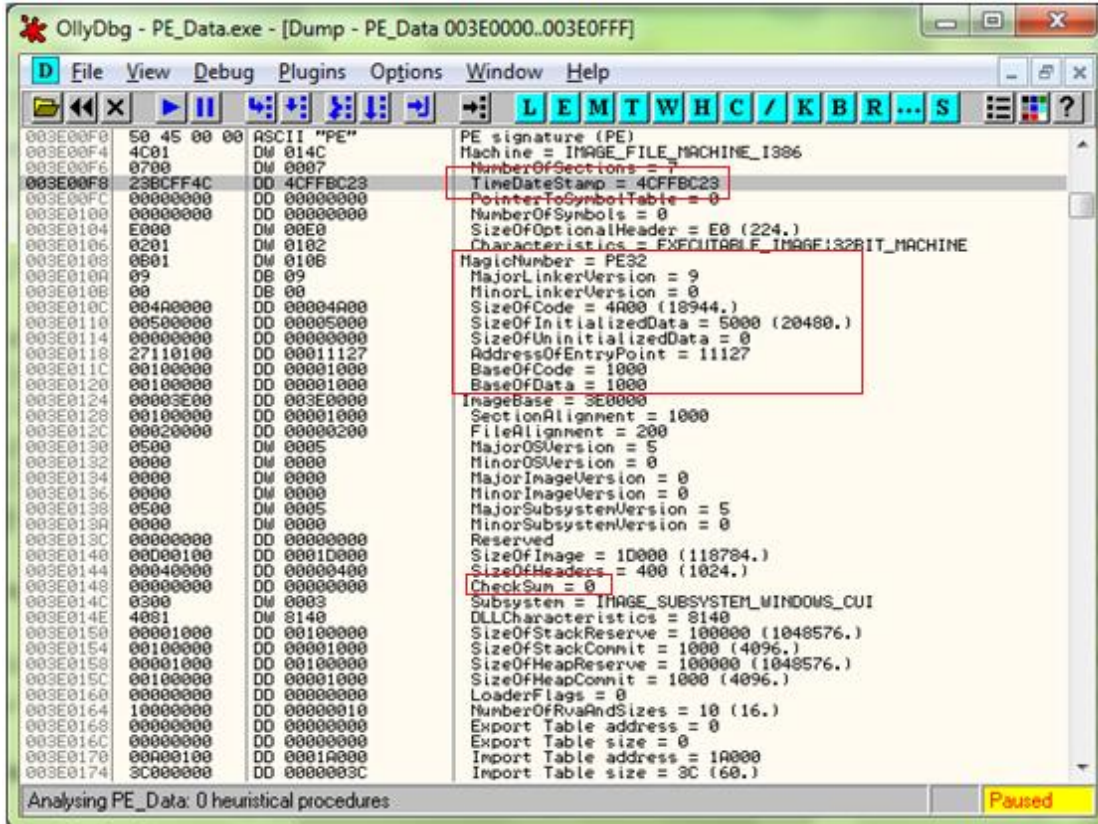 OllyDbg - PE_Data.exe - [Dump - PE_Data 003E0000..003E0FFF]
D File View Debug Plugins Options Window Help
L E M T W H C / K B R ... S ?
003E00F0 50 45 00 00 ASCII "PE" PE signature (PE)
003E00F4 4C01 DW 014C Machine = IMAGE_FILE_MACHINE_I386
003E00F6 0700 DW 0007 NumberOfSections = 7
003E00F8 23BCFF4C DD 4CFFBC23 TimeDateStamp = 4CFFBC23
003E00FC 00000000 DD 00000000 PointerToSymbolTable = 0
003E0100 00000000 DD 00000000 NumberOfSymbols = 0
003E0104 E000 DW 00E0 SizeOfOptionalHeader = E0 (224.)
003E0106 0201 DW 0102 Characteristics = EXECUTABLE_IMAGE|32BIT_MACHINE
003E0108 0B01 DW 010B MagicNumber = PE32
003E010A 09 DB 09 MajorLinkerVersion = 9
003E010B 00 DB 00 MinorLinkerVersion = 0
003E010C 004A0000 DD 00004A00 SizeOfCode = 4A00 (18944.)
003E0110 00500000 DD 00005000 SizeOfInitializedData = 5000 (20480.)
003E0114 00000000 DD 00000000 SizeOfUninitializedData = 0
003E0118 27110100 DD 00011127 AddressOfEntryPoint = 11127
003E011C 00100000 DD 00001000 BaseOfCode = 1000
003E0120 00100000 DD 00001000 BaseOfData = 1000
003E0124 00003E00 DD 003E0000 ImageBase = 3E0000
003E0128 00100000 DD 00001000 SectionAlignment = 1000
003E012C 00020000 DD 00000200 FileAlignment = 200
003E0130 0500 DW 0005 MajorOSVersion = 5
003E0132 0000 DW 0000 MinorOSVersion = 0
003E0134 0000 DW 0000 MajorImageVersion = 0
003E0136 0000 DW 0000 MinorImageVersion = 0
003E0138 0500 DW 0005 MajorSubsystemVersion = 5
003E013A 0000 DW 0000 MinorSubsystemVersion = 0
003E013C 00000000 DD 00000000 Reserved
003E0140 00D00100 DD 0001D000 SizeOfImage = 1D000 (118784.)
003E0144 00040000 DD 00000400 SizeOfHeaders = 400 (1024.)
003E0148 00000000 DD 00000000 CheckSum = 0
003E014C 0300 DW 0003 Subsystem = IMAGE_SUBSYSTEM_WINDOWS_CUI
003E014E 4081 DW 8140 DLLCharacteristics = 8140
003E0150 00001000 DD 00100000 SizeOfStackReserve = 100000 (1048576.)
003E0154 00100000 DD 00001000 SizeOfStackCommit = 1000 (4096.)
003E0158 00001000 DD 00100000 SizeOfHeapReserve = 100000 (1048576.)
003E015C 00100000 DD 00001000 SizeOfHeapCommit = 1000 (4096.)
003E0160 00000000 DD 00000000 LoaderFlags = 0
003E0164 10000000 DD 00000010 NumberOfRvaAndSizes = 10 (16.)
003E0168 00000000 DD 00000000 Export Table address = 0
003E016C 00000000 DD 00000000 Export Table size = 0
003E0170 00A00100 DD 0001A000 Import Table address = 1A000
003E0174 3C000000 DD 0000003C Import Table size = 3C (60.)
Analysing PE_Data: 0 heuristical procedures Paused